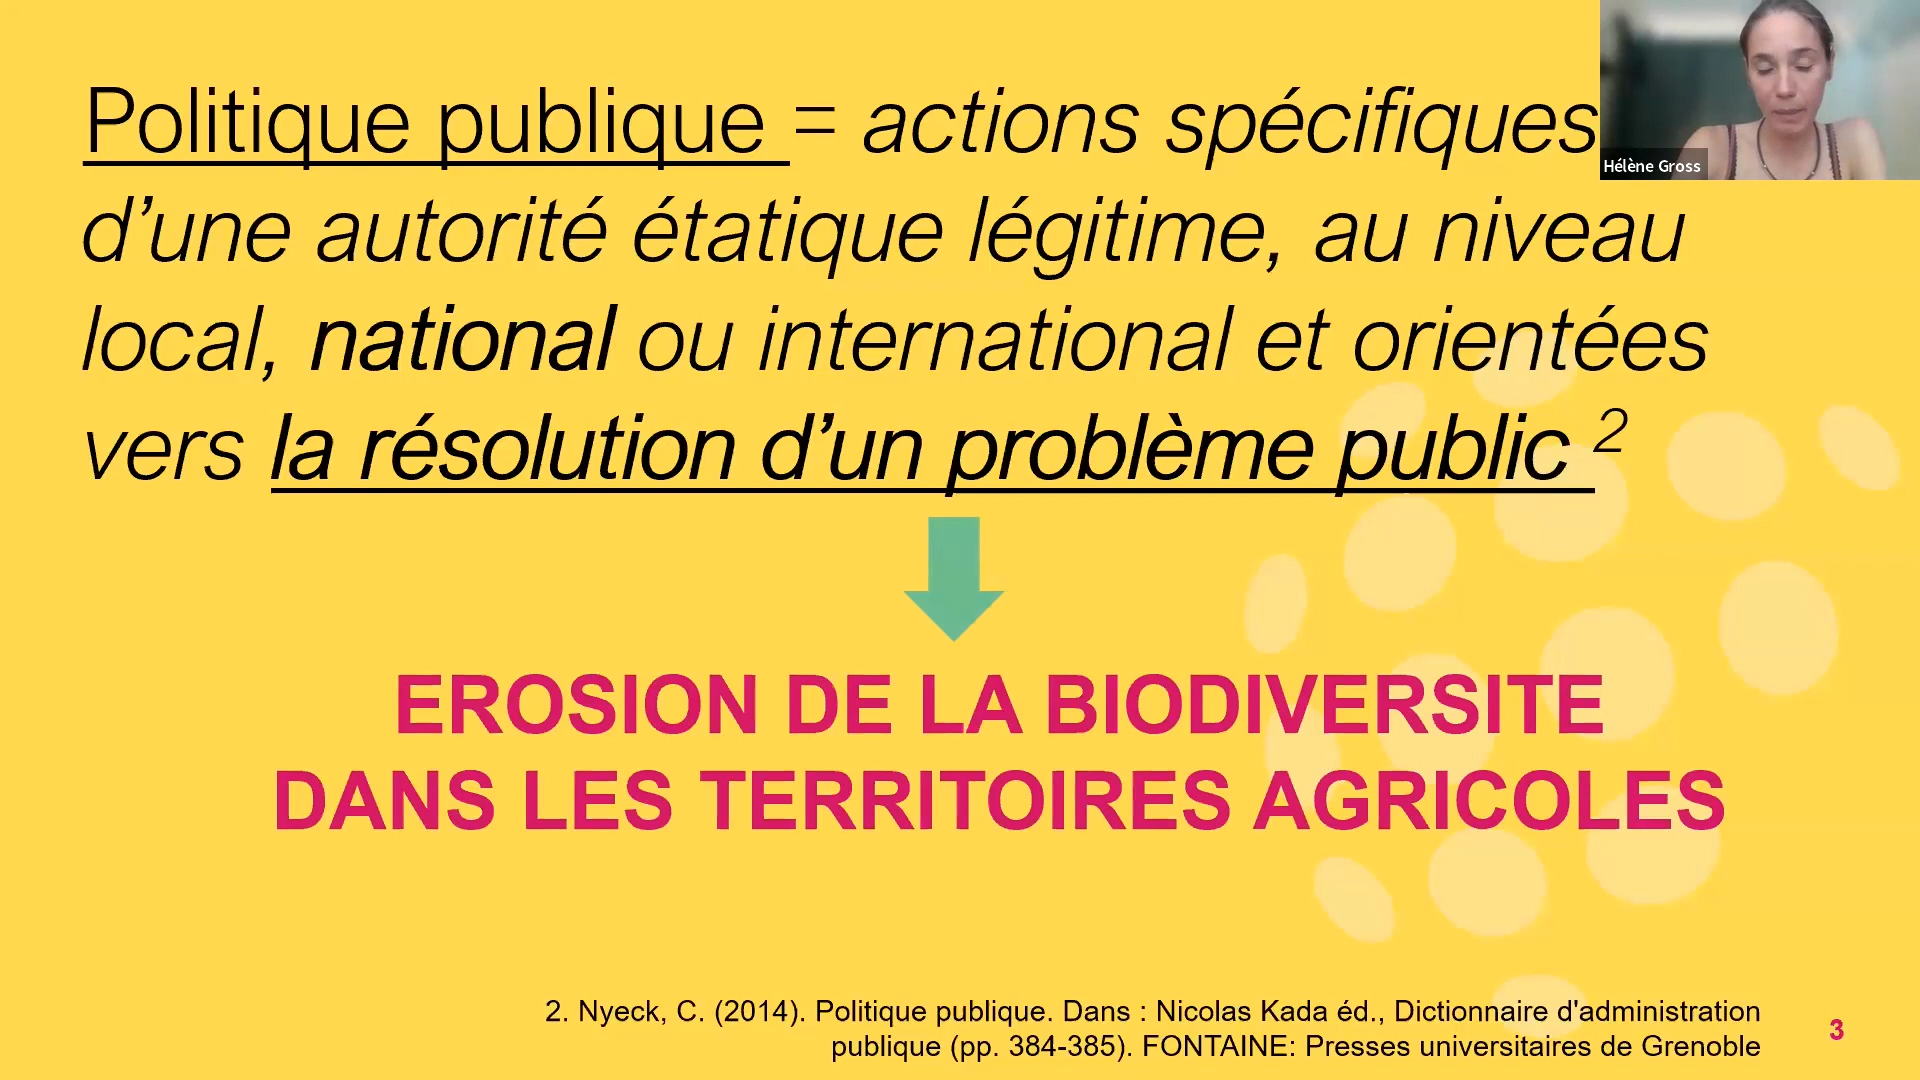 Politique publique = actions spécifiques
d’une autorité étatique légitime, au niveau
local, national ou international et orientées
vers la résolution d’un problème public 2
EROSION DE LA BIODIVERSITE
DANS LES TERRITOIRES AGRICOLES
2. Nyeck, C. (2014). Politique publique. Dans : Nicolas Kada éd., Dictionnaire d'administration
publique (pp. 384-385). FONTAINE: Presses universitaires de Grenoble
3
Hélène Gross